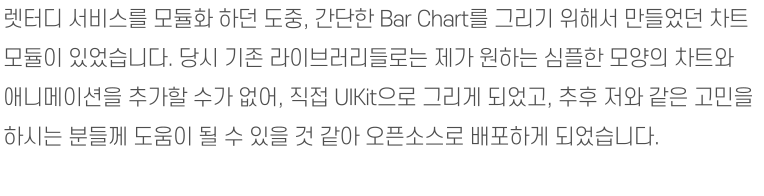 렛터디 서비스를 모듈화 하던 도중, 간단한 Bar Chart를 그리기 위해서 만들었던 차트
모듈이 있었습니다. 당시 기존 라이브러리들로는 제가 원하는 심플한 모양의 차트와
애니메이션을 추가할 수가 없어, 직접 UIKit으로 그리게 되었고, 추후 저와 같은 고민을
하시는 분들께 도움이 될 수 있을 것 같아 오픈소스로 배포하게 되었습니다.